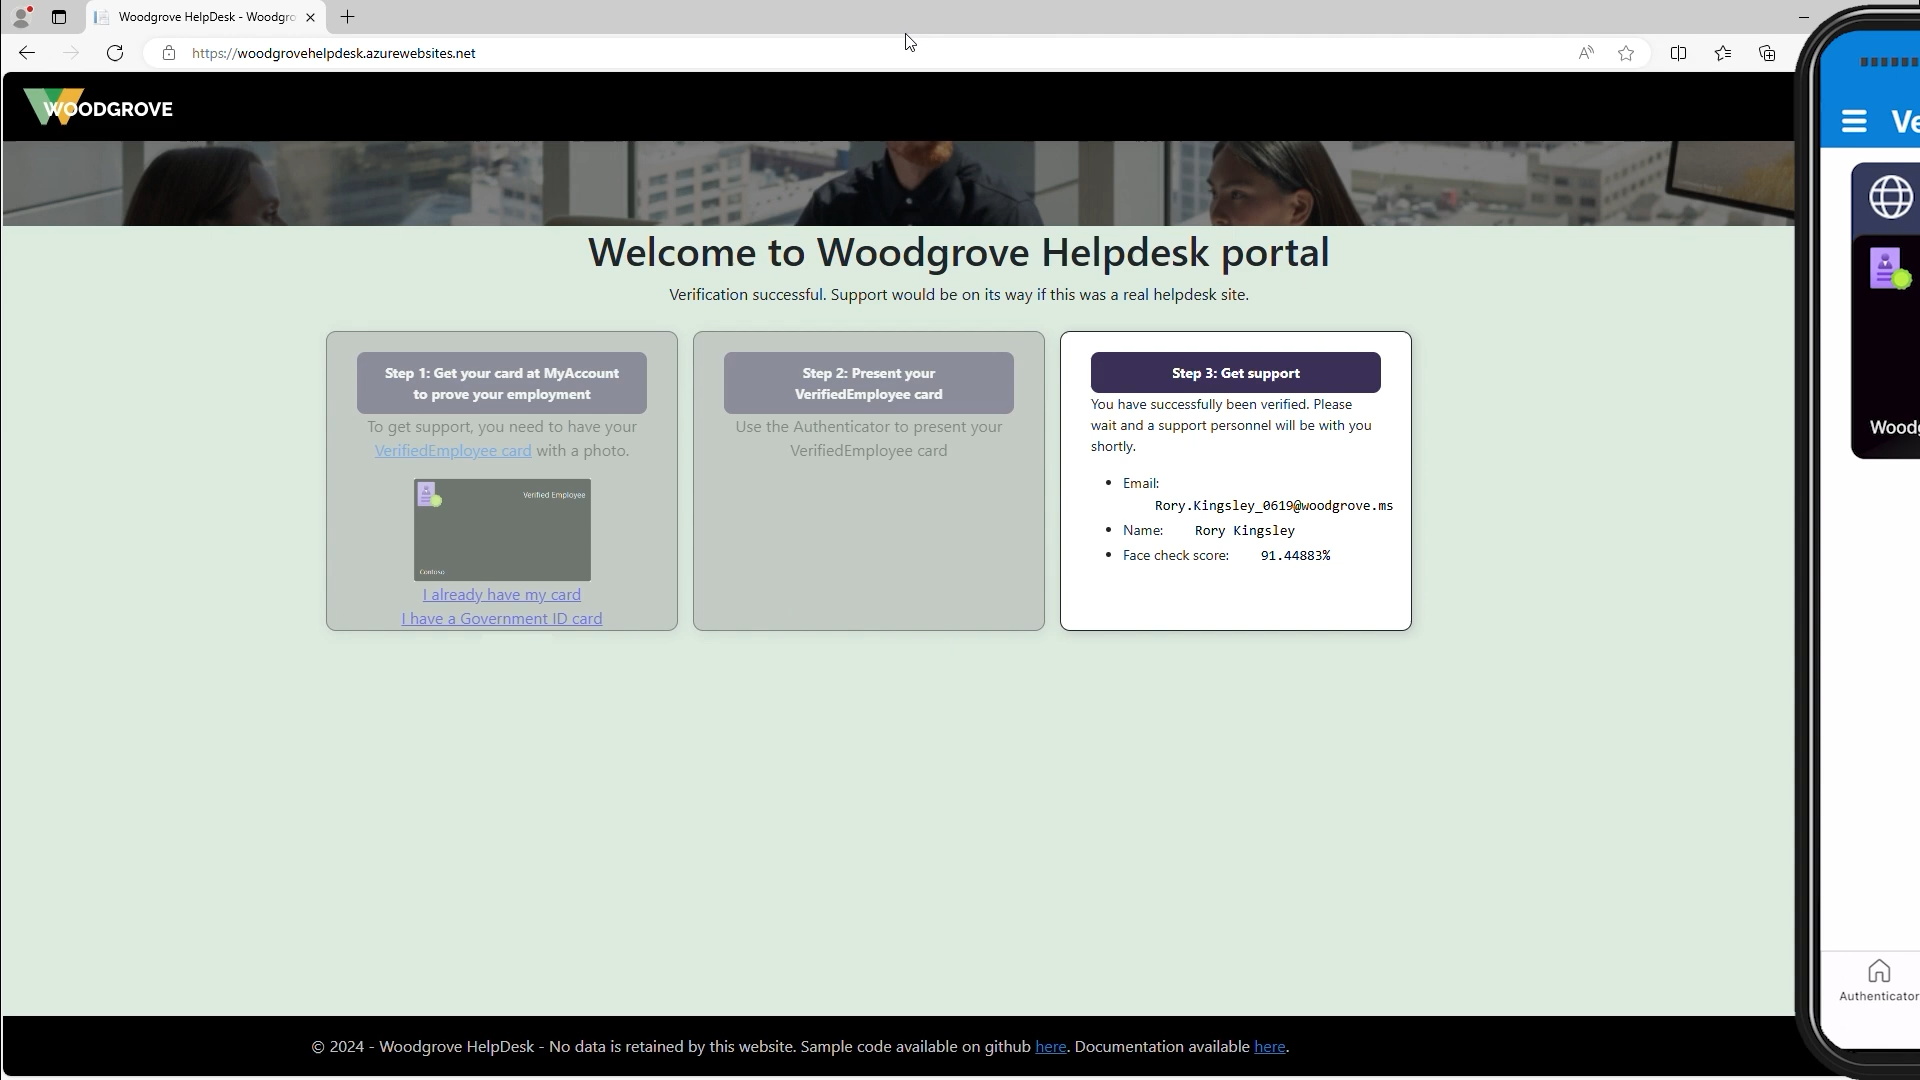 Woodgrove HelpDesk - Woodgro
https://woodgrovehelpdesk.azurewebsites.net
WOODGROVE
Welcome to Woodgrove Helpdesk portal
Verification successful. Support would be on its way if this was a real helpdesk site.
Step 1: Get your card at MyAccount
to prove your employment
To get support, you need to have your
VerifiedEmployee card with a photo.
Verified Employee
Contoso
I already have my card
I have a Government ID card
Step 2: Present your
VerifiedEmployee card
Use the Authenticator to present your
VerifiedEmployee card
Step 3: Get support
You have successfully been verified. Please
wait and a support personnel will be with you
shortly.
• Email:
Rory.Kingsley_0619@woodgrove.ms
• Name: Rory Kingsley
• Face check score: 91.44883%
© 2024 - Woodgrove HelpDesk - No data is retained by this website. Sample code available on github here. Documentation available here.
Ve
Woodg
Authenticator